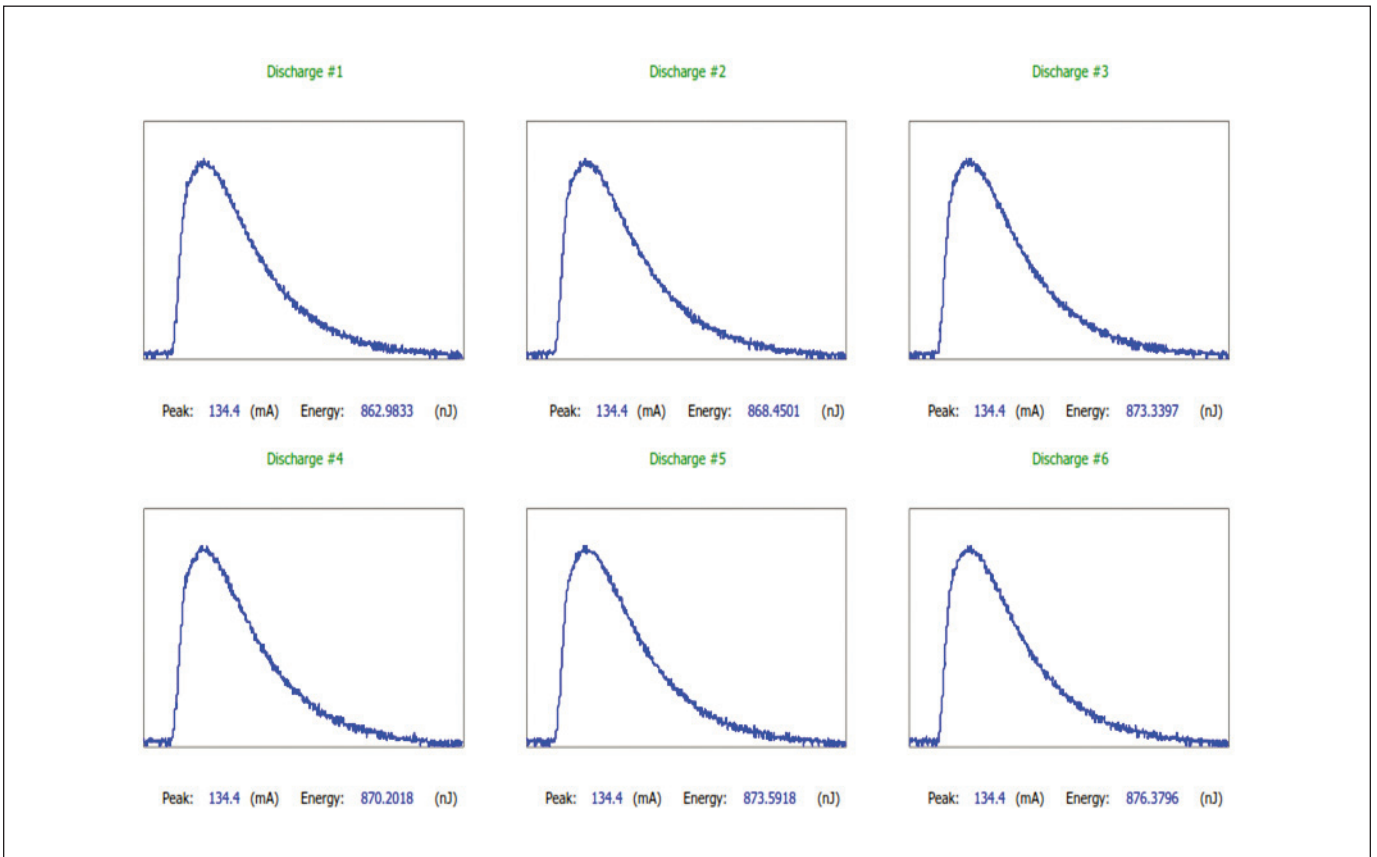 Discharge #1 Discharge #2 Discharge #3
Peak: 134.4 (mA) Energy: 862.9833 (nJ) Peak: 134.4 (mA) Energy: 868.4501 (nJ) Peak: 134.4 (mA) Energy: 873.3397 (nJ)
Discharge #4 Discharge #5 Discharge #6
Peak: 134.4 (mA) Energy: 870.2018 (nJ) Peak: 134.4 (mA) Energy: 873.5918 (nJ) Peak: 134.4 (mA) Energy: 876.3796 (nJ)